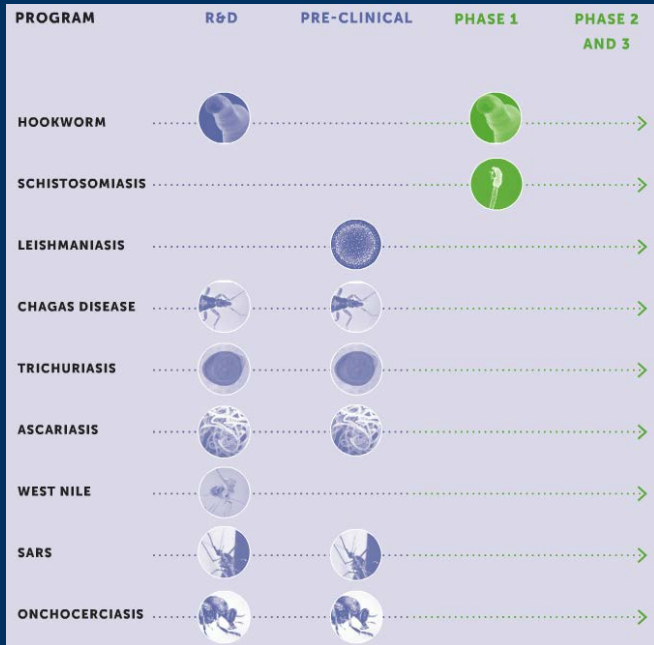 PROGRAM R&D PRE-CLINICAL PHASE 1 PHASE 2
AND 3
HOOKWORM
SCHISTOSOMIASIS
LEISHMANIASIS
CHAGAS DISEASE
TRICHURIASIS
ASCARIASIS
WEST NILE
SARS
ONCHOCERCIASIS